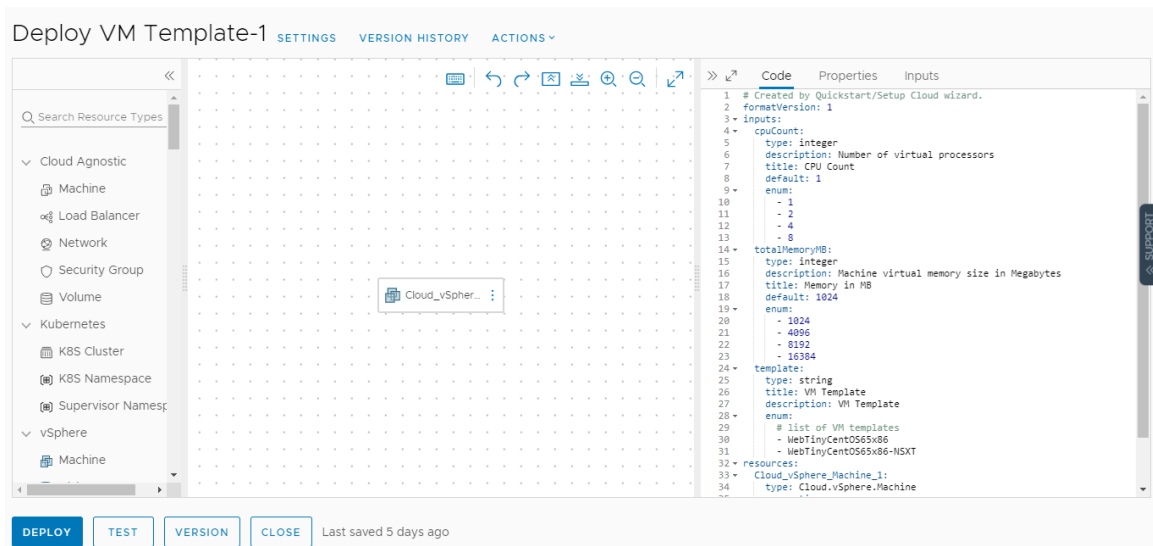 Deploy VM Template-1 SETTINGS VERSION HISTORY ACTIONS
Search Resource Types
Cloud Agnostic
Machine
Load Balancer
Network
Security Group
Volume
Kubernetes
K8S Cluster
K8S Namespace
Supervisor Namesp
vSphere
Machine
Cloud_vSpher...
Code Properties Inputs
1 # Created by Quickstart/Setup Cloud wizard.
2 formatVersion: 1
3 inputs:
4 cpuCount:
5 type: integer
6 description: Number of virtual processors
7 title: CPU Count
8 default: 1
9 enum:
10 - 1
11 - 2
12 - 4
13 - 8
14 totalMemoryMB:
15 type: integer
16 description: Machine virtual memory size in Megabytes
17 title: Memory in MB
18 default: 1024
19 enum:
20 - 1024
21 - 4096
22 - 8192
23 - 16384
24 template:
25 type: string
26 title: VM Template
27 description: VM Template
28 enum:
29 # list of VM templates
30 - WebTinyCentOS65x86
31 - WebTinyCentOS65x86-NSXT
32 resources:
33 Cloud_vSphere_Machine_1:
34 type: Cloud.vSphere.Machine
SUPPORT
DEPLOY TEST VERSION CLOSE Last saved 5 days ago